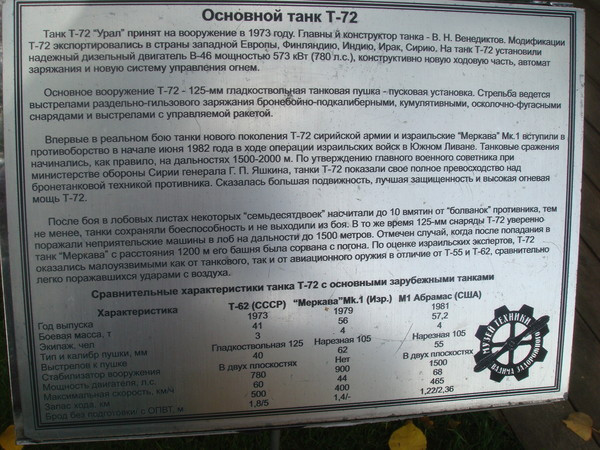 Основной танк Т-72
Танк Т-72 "Урал" принят на вооружение в 1973 году. Главный конструктор танка - В. Н. Венедиктов. Модификации
Т-72 экспортировались в страны западной Европы, Финляндию, Индию, Ирак, Сирию. На танк Т-72 установили
надежный дизельный двигатель В-46 мощностью 573 кВт (780 л.с.), конструктивно новую ходовую часть, автомат
заряжания и новую систему управления огнем.
Основное вооружение Т-72 - 125-мм гладкоствольная танковая пушка - пусковая установка. Стрельба ведется
выстрелами раздельно-гильзового заряжания бронебойно-подкалиберными, кумулятивными, осколочно-фугасными
снарядами и выстрелами с управляемой ракетой.
Впервые в реальном бою танки нового поколения Т-72 сирийской армии и израильские "Меркава" Мк.1 вступили в
противоборство в начале июня 1982 года в ходе операции израильских войск в Южном Ливане. Танковые сражения
начинались, как правило, на дальностях 1500-2000 м. По утверждению главного военного советника при
министерстве обороны Сирии генерала Г. П. Яшкина, танки Т-72 показали свое полное превосходство над
бронетанковой техникой противника. Сказалась большая подвижность, лучшая защищенность и высокая огневая
мощь Т-72.
После боя в лобовых листах некоторых "семьдесятдвоек" насчитали до 10 вмятин от "болванок" противника, тем
не менее, танки сохраняли боеспособность и не выходили из боя. В то же время 125-мм снаряды Т-72 уверенно
поражали неприятельские машины в лоб на дальности до 1500 метров. Отмечен случай, когда после попадания в
танк "Меркава" с расстояния 1200 м его башня была сорвана с погона. По оценке израильских экспертов, Т-72
оказались малоуязвимыми как от танкового, так и от авиационного оружия в отличие от Т-55 и Т-62, сравнительно
легко поражавшихся ударами с воздуха.
Сравнительные характеристики танка Т-72 с основными зарубежными танками
Характеристика Т-62 (СССР) "Меркава"Мk.1 (Изр.) М1 Абрамас (США)
Год выпуска 1973 1979 1981
Боевая масса, т 41 56 57,2
Экипаж, чел 3 4 4
Тип и калибр пушки, мм Гладкоствольная 125 Нарезная 105 Нарезная 105
Выстрелов к пушке 40 62 55
Стабилизатор вооружения В двух плоскостях Нет В двух плоскостях
Мощность двигателя, л.с. 780 900 1500
Максимальная скорость, км/ч 60 44 68
Запас хода, км 500 400 465
Брод без подготовки/ с ОПВТ, м 1,8/5 1,4/- 1,22/2,36
МУЗЕЙ ТЕХНИКИ